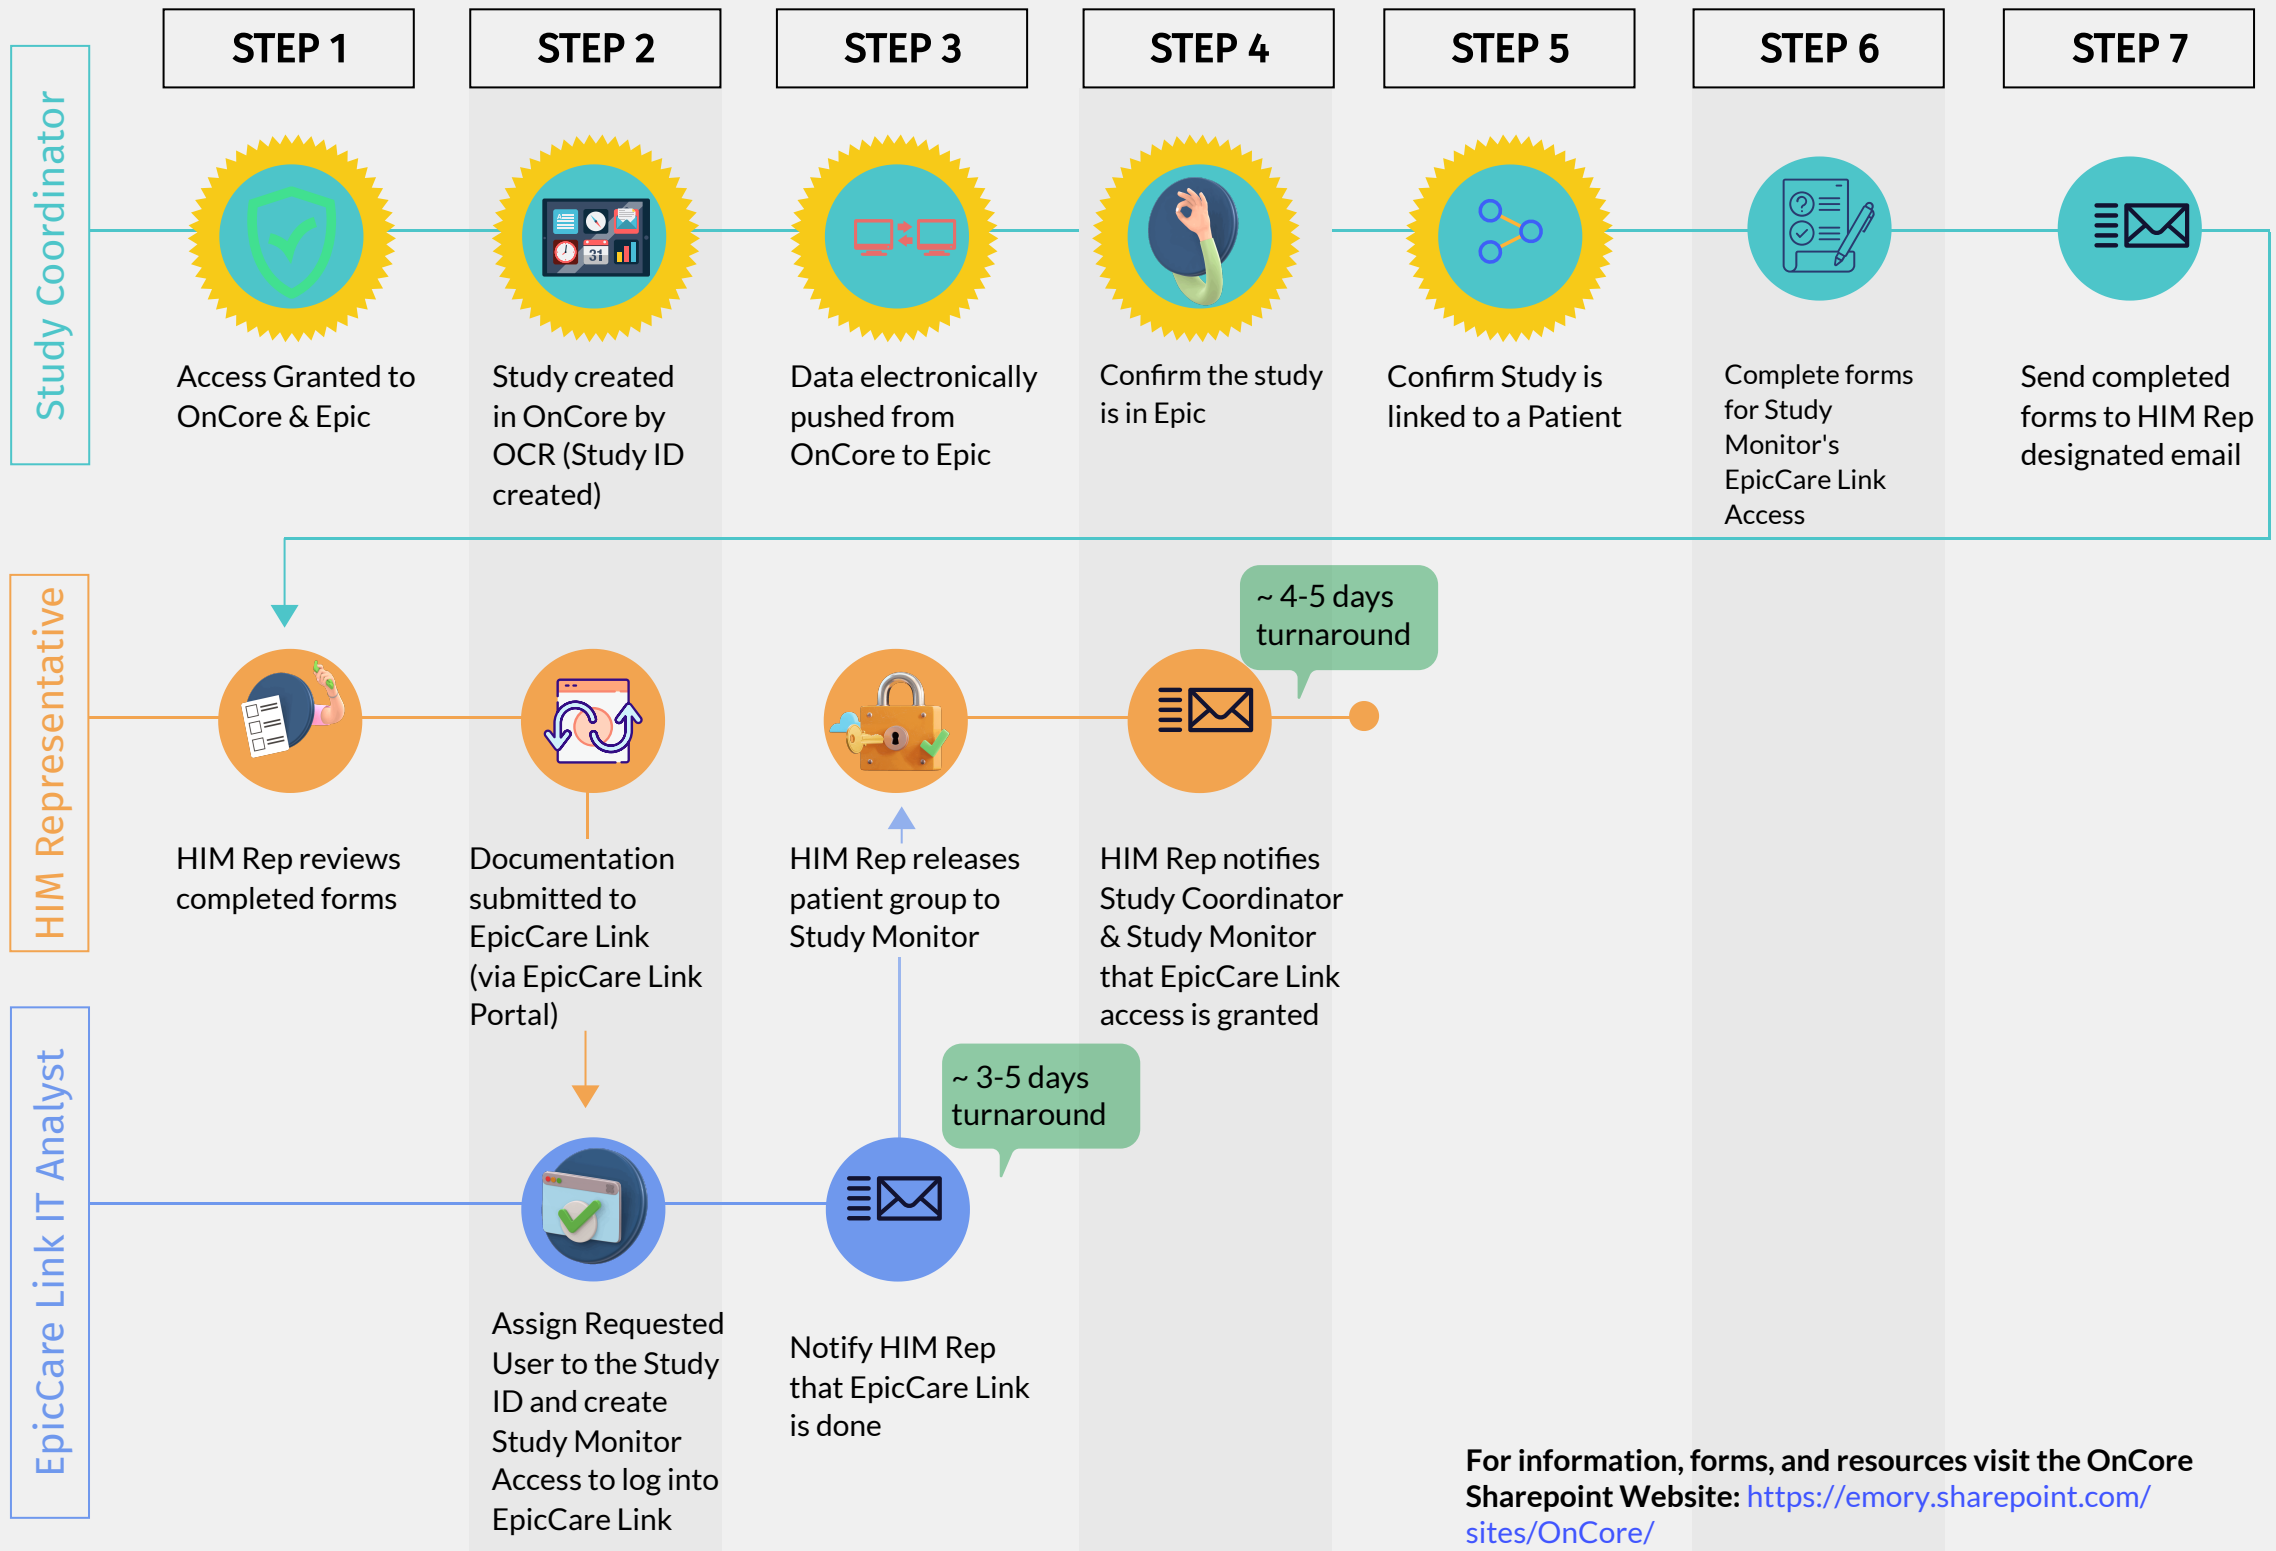 STEP 1
STEP 2
STEP 3
STEP 4
STEP 5
STEP 6
STEP 7
Study Coordinator
31
Access Granted to
OnCore & Epic
Study created
in OnCore by
OCR (Study ID
created)
Data electronically
pushed from
OnCore to Epic
Confirm the study
is in Epic
Confirm Study is
linked to a Patient
Complete forms
for Study
Monitor's
EpicCare Link
Access
Send completed
forms to HIM Rep
designated email
HIM Representative
~ 4-5 days
turnaround
HIM Rep reviews
completed forms
Documentation
submitted to
EpicCare Link
(via EpicCare Link
Portal)
HIM Rep releases
patient group to
Study Monitor
HIM Rep notifies
Study Coordinator
& Study Monitor
that EpicCare Link
access is granted
EpicCare Link IT Analyst
~ 3-5 days
turnaround
Assign Requested
User to the Study
ID and create
Study Monitor
Access to log into
EpicCare Link
Notify HIM Rep
that EpicCare Link
is done
For information, forms, and resources visit the OnCore
Sharepoint Website: https://emory.sharepoint.com/
sites/OnCore/